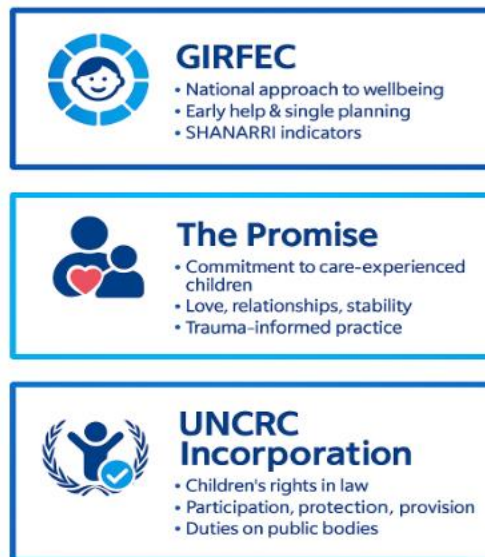 GIRFEC
• National approach to wellbeing
• Early help & single planning
• SHANARRI indicators
The Promise
• Commitment to care-experienced
children
• Love, relationships, stability
• Trauma-informed practice
UNCRC
Incorporation
• Children's rights in law
• Participation, protection, provision
• Duties on public bodies